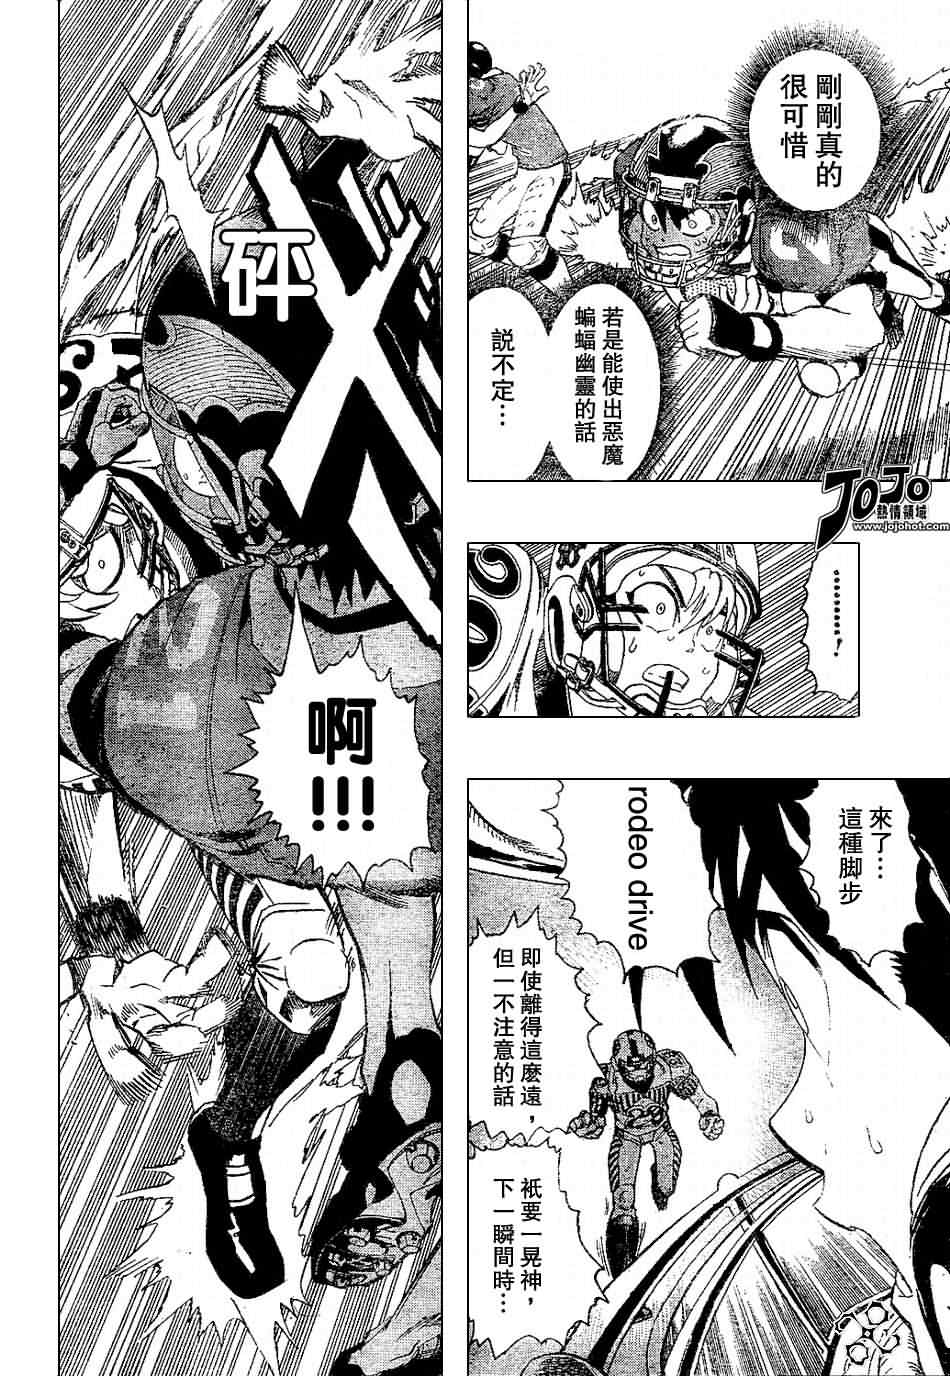 剛剛真的
很可惜
若是能使出惡魔
蝙蝠幽靈的話
説不定…
JOJO
熱情領域
www.jojohot.com
………!
來了…
這種脚步
rodeo drive
即使離得這麽遠，
但一不注意的話
衹要一晃神，
下一瞬間時…
砰
啊
!!!